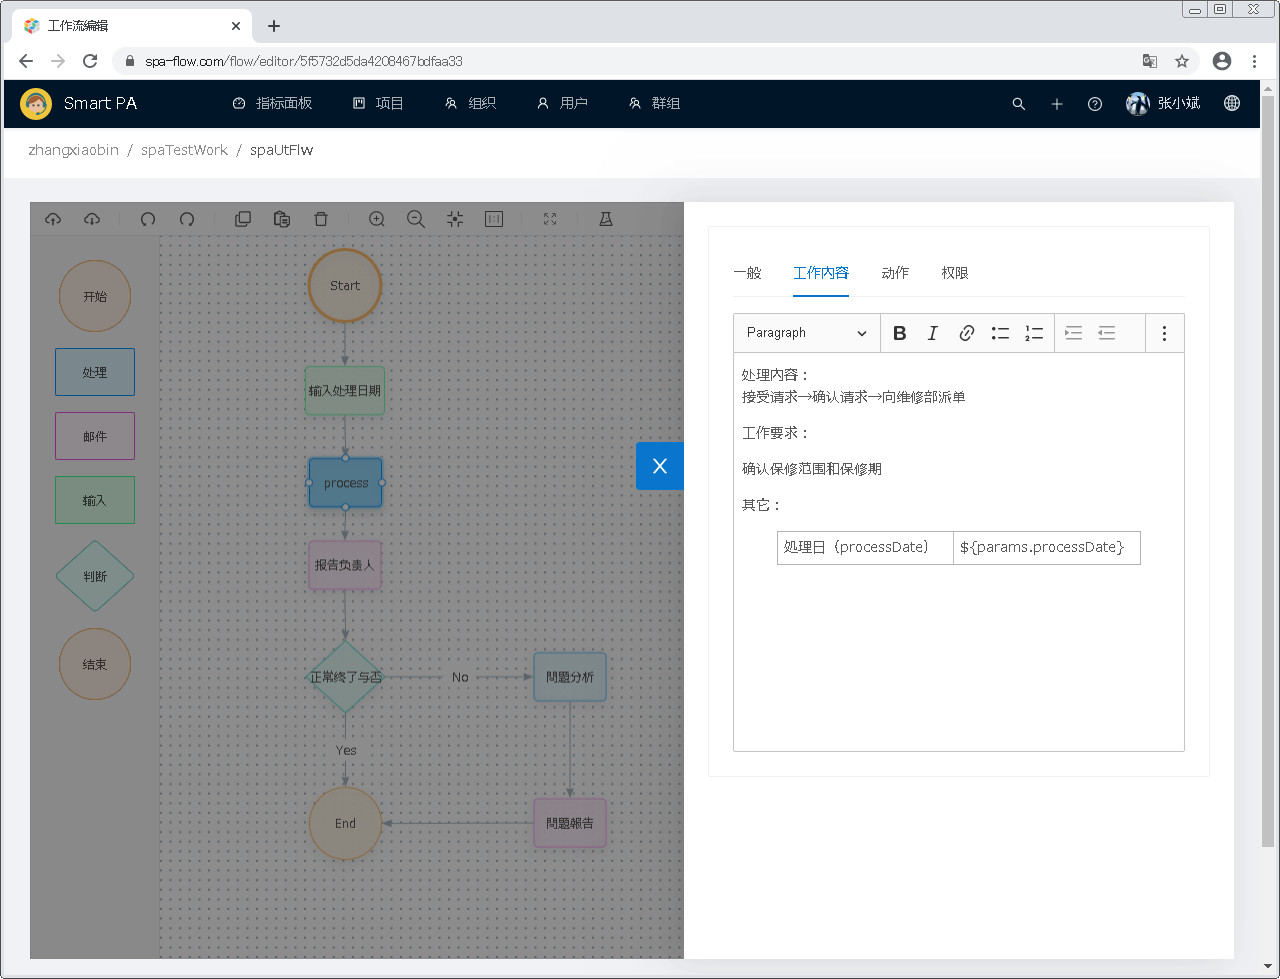 工作流编辑
spa-flow.com/flow/editor/5f5732d5da4208467bdfaa33
Smart PA
指标面板
项目
组织
用户
群组
张小斌
zhangxiaobin / spaTestWork / spaUtFlw
开始
处理
邮件
输入
判断
结束
Start
输入处理日期
process
报告负责人
正常终了与否
No
問題分析
Yes
End
問題報告
X
一般
工作内容
动作
权限
Paragraph
处理内容：
接受请求→确认请求→向维修部派单
工作要求：
确认保修范围和保修期
其它：
処理日（processDate） ${params.processDate}